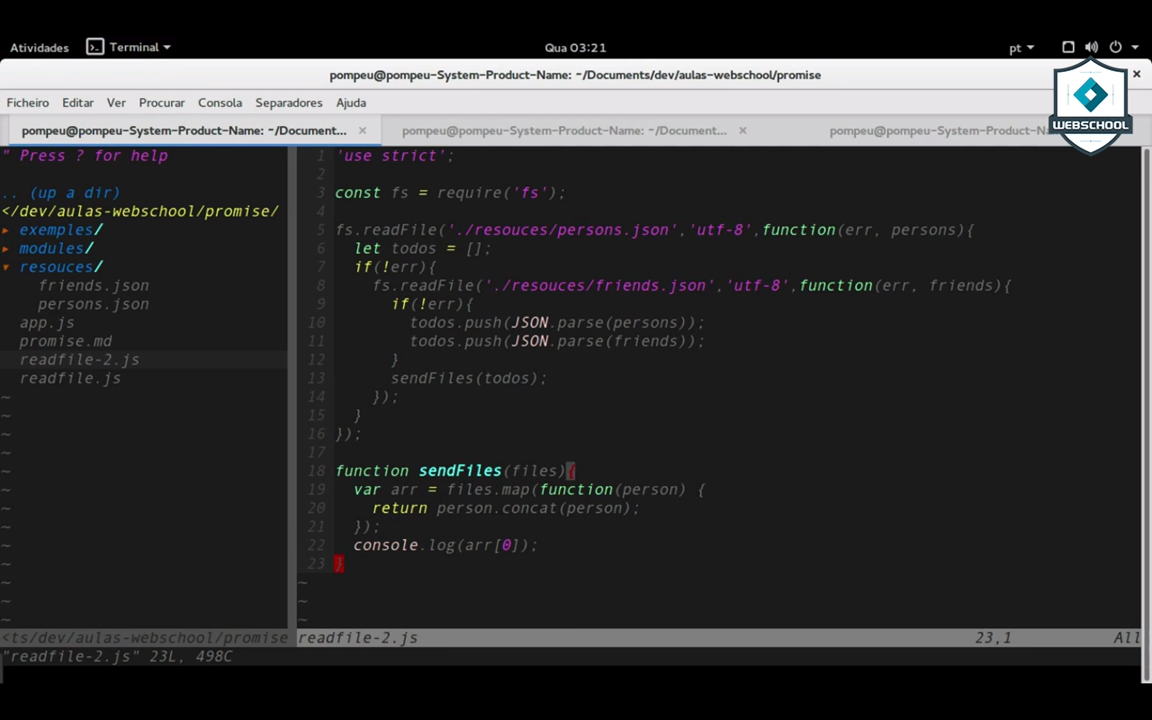 Atividades Terminal Qua 03:21 pt
pompeu@pompeu-System-Product-Name: ~/Documents/dev/aulas-webschool/promise
Ficheiro Editar Ver Procurar Consola Separadores Ajuda
WEBSCHOOL
pompeu@pompeu-System-Product-Name: ~/Document... × pompeu@pompeu-System-Product-Name: ~/Document... × pompeu@pompeu-System-Product-Na
" Press ? for help
.. (up a dir)
</dev/aulas-webschool/promise/
▸ exemples/
▸ modules/
▾ resouces/
friends.json
persons.json
app.js
promise.md
readfile-2.js
readfile.js
~
~
~
~
~
~
~
~
~
~
~
~
~
1 'use strict';
2
3 const fs = require('fs');
4
5 fs.readFile('./resouces/persons.json','utf-8',function(err, persons){
6   let todos = [];
7   if(!err){
8     fs.readFile('./resouces/friends.json','utf-8',function(err, friends){
9       if(!err){
10         todos.push(JSON.parse(persons));
11         todos.push(JSON.parse(friends));
12       }
13       sendFiles(todos);
14     });
15   }
16 });
17
18 function sendFiles(files){
19   var arr = files.map(function(person) {
20     return person.concat(person);
21   });
22   console.log(arr[0]);
23 }
~
~
~
<ts/dev/aulas-webschool/promise readfile-2.js 23,1 All
"readfile-2.js" 23L, 498C